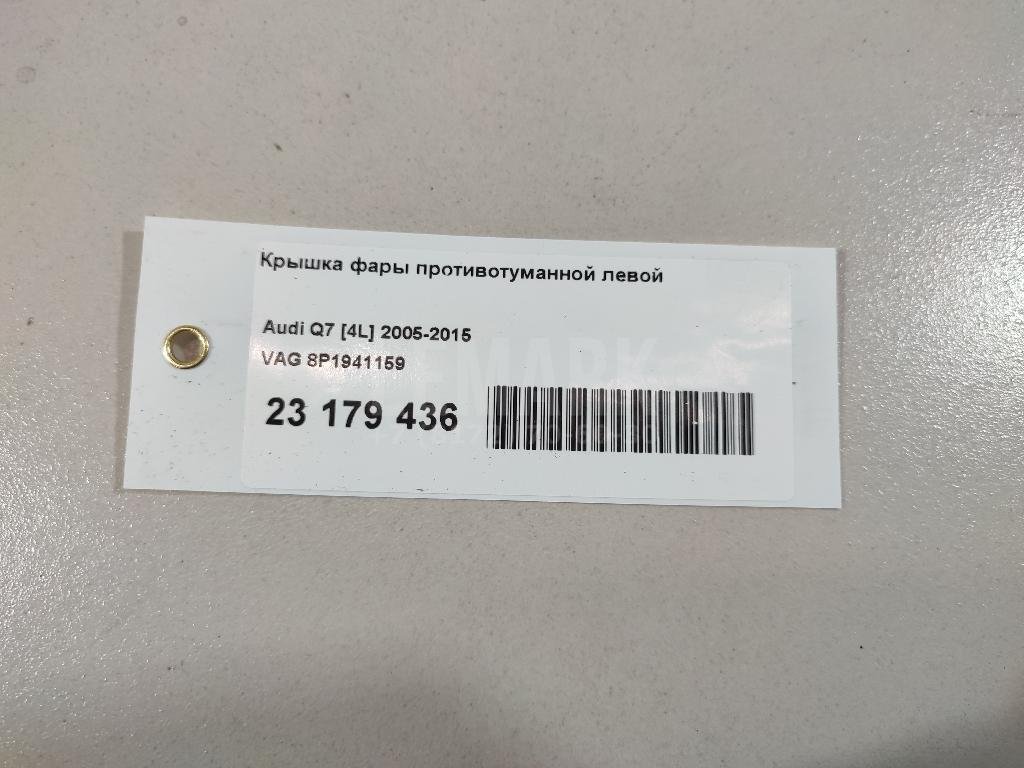 Крышка фары противотуманной левой
Audi Q7 [4L] 2005-2015
VAG 8P1941159
23 179 436